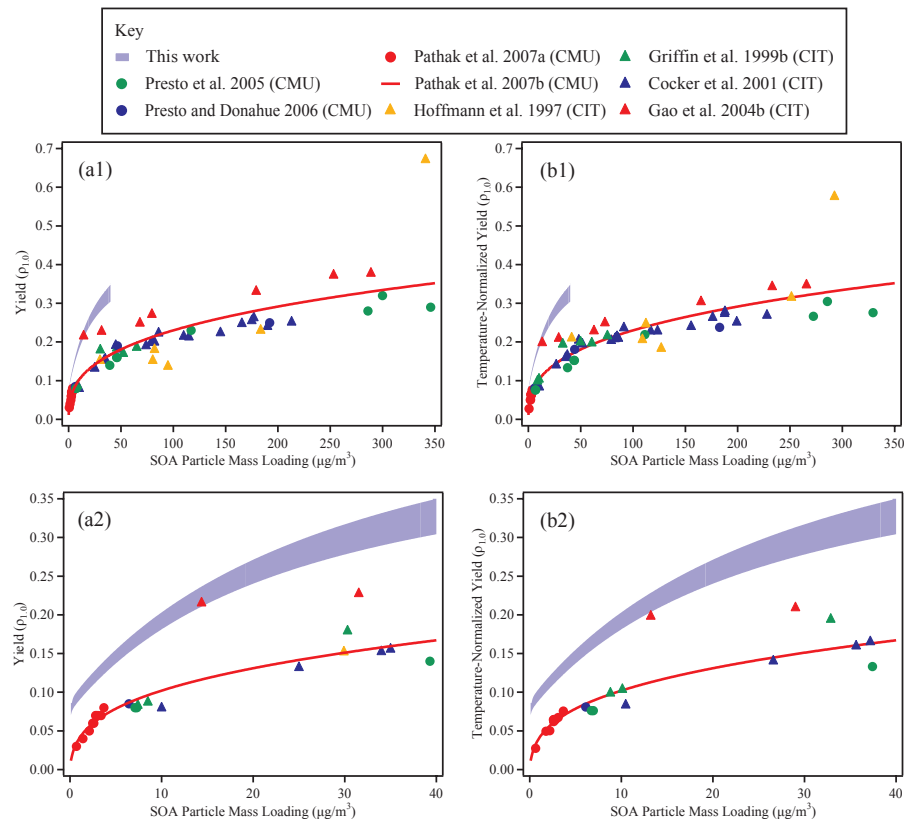 Key
This work
Presto et al. 2005 (CMU)
Presto and Donahue 2006 (CMU)
Pathak et al. 2007a (CMU)
Pathak et al. 2007b (CMU)
Hoffmann et al. 1997 (CIT)
Griffin et al. 1999b (CIT)
Cocker et al. 2001 (CIT)
Gao et al. 2004b (CIT)
(a1)
Yield (ρ1.0)
0.7
0.6
0.5
0.4
0.3
0.2
0.1
0.0
0 50 100 150 200 250 300 350
SOA Particle Mass Loading (μg/m³)
(b1)
Temperature-Normalized Yield (ρ1.0)
0.7
0.6
0.5
0.4
0.3
0.2
0.1
0.0
0 50 100 150 200 250 300 350
SOA Particle Mass Loading (μg/m³)
(a2)
Yield (ρ1.0)
0.35
0.30
0.25
0.20
0.15
0.10
0.05
0.00
0 10 20 30 40
SOA Particle Mass Loading (μg/m³)
(b2)
Temperature-Normalized Yield (ρ1.0)
0.35
0.30
0.25
0.20
0.15
0.10
0.05
0.00
0 10 20 30 40
SOA Particle Mass Loading (μg/m³)